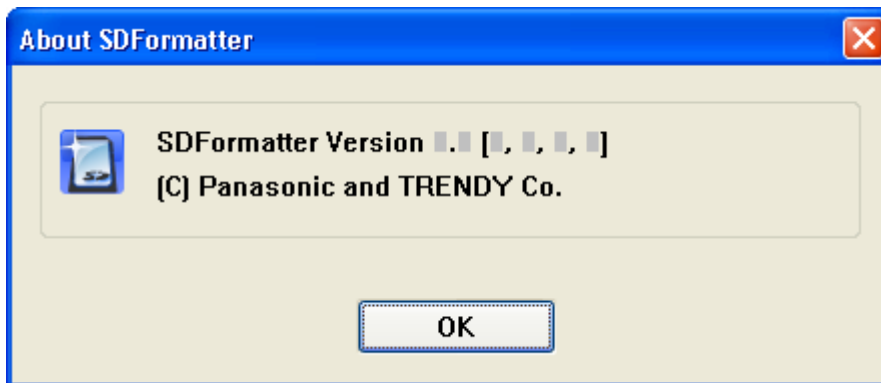 About SDFormatter
SDFormatter Version . [, , , ]
(C) Panasonic and TRENDY Co.
OK